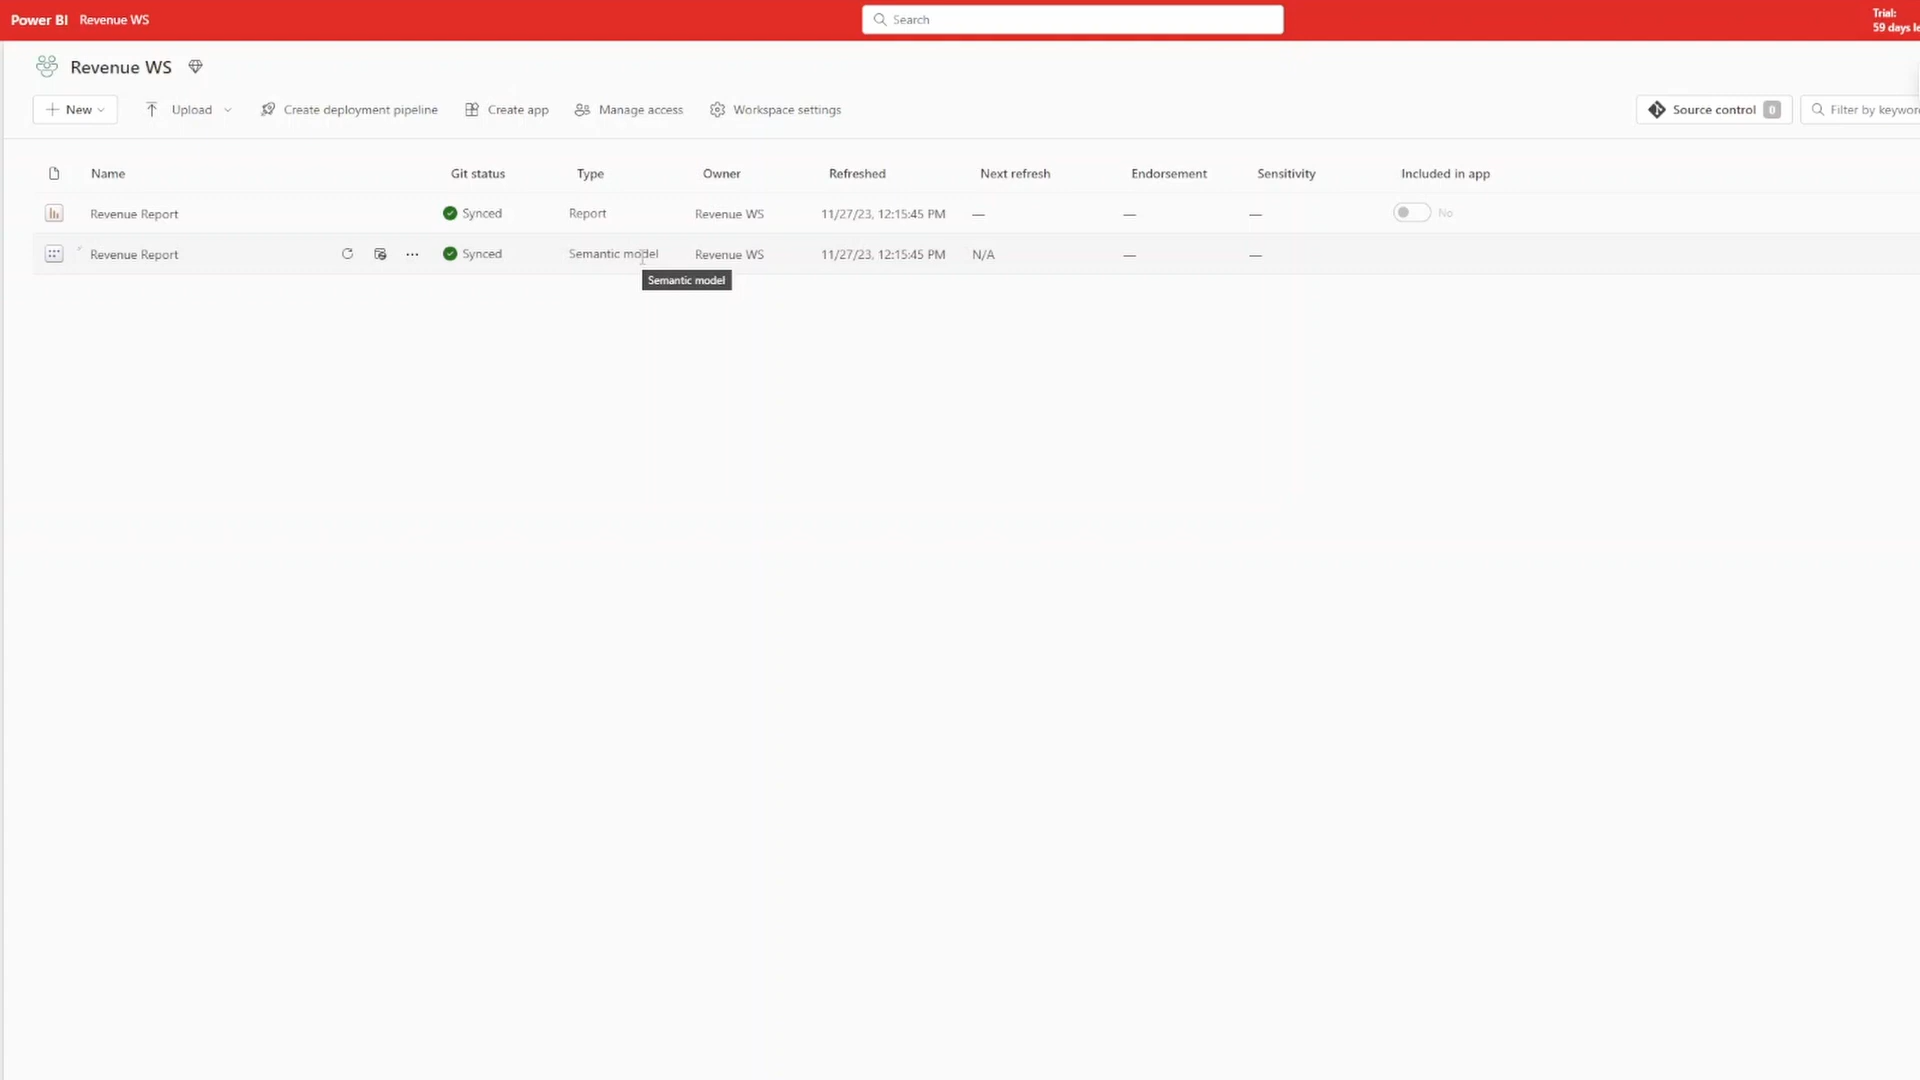 Power BI Revenue WS Search Trial:
59 days le
Revenue WS
New Upload Create deployment pipeline Create app Manage access Workspace settings Source control 0 Filter by keywor
Name Git status Type Owner Refreshed Next refresh Endorsement Sensitivity Included in app
Revenue Report Synced Report Revenue WS 11/27/23, 12:15:45 PM — — — No
Revenue Report Synced Semantic model Revenue WS 11/27/23, 12:15:45 PM N/A — —
Semantic model